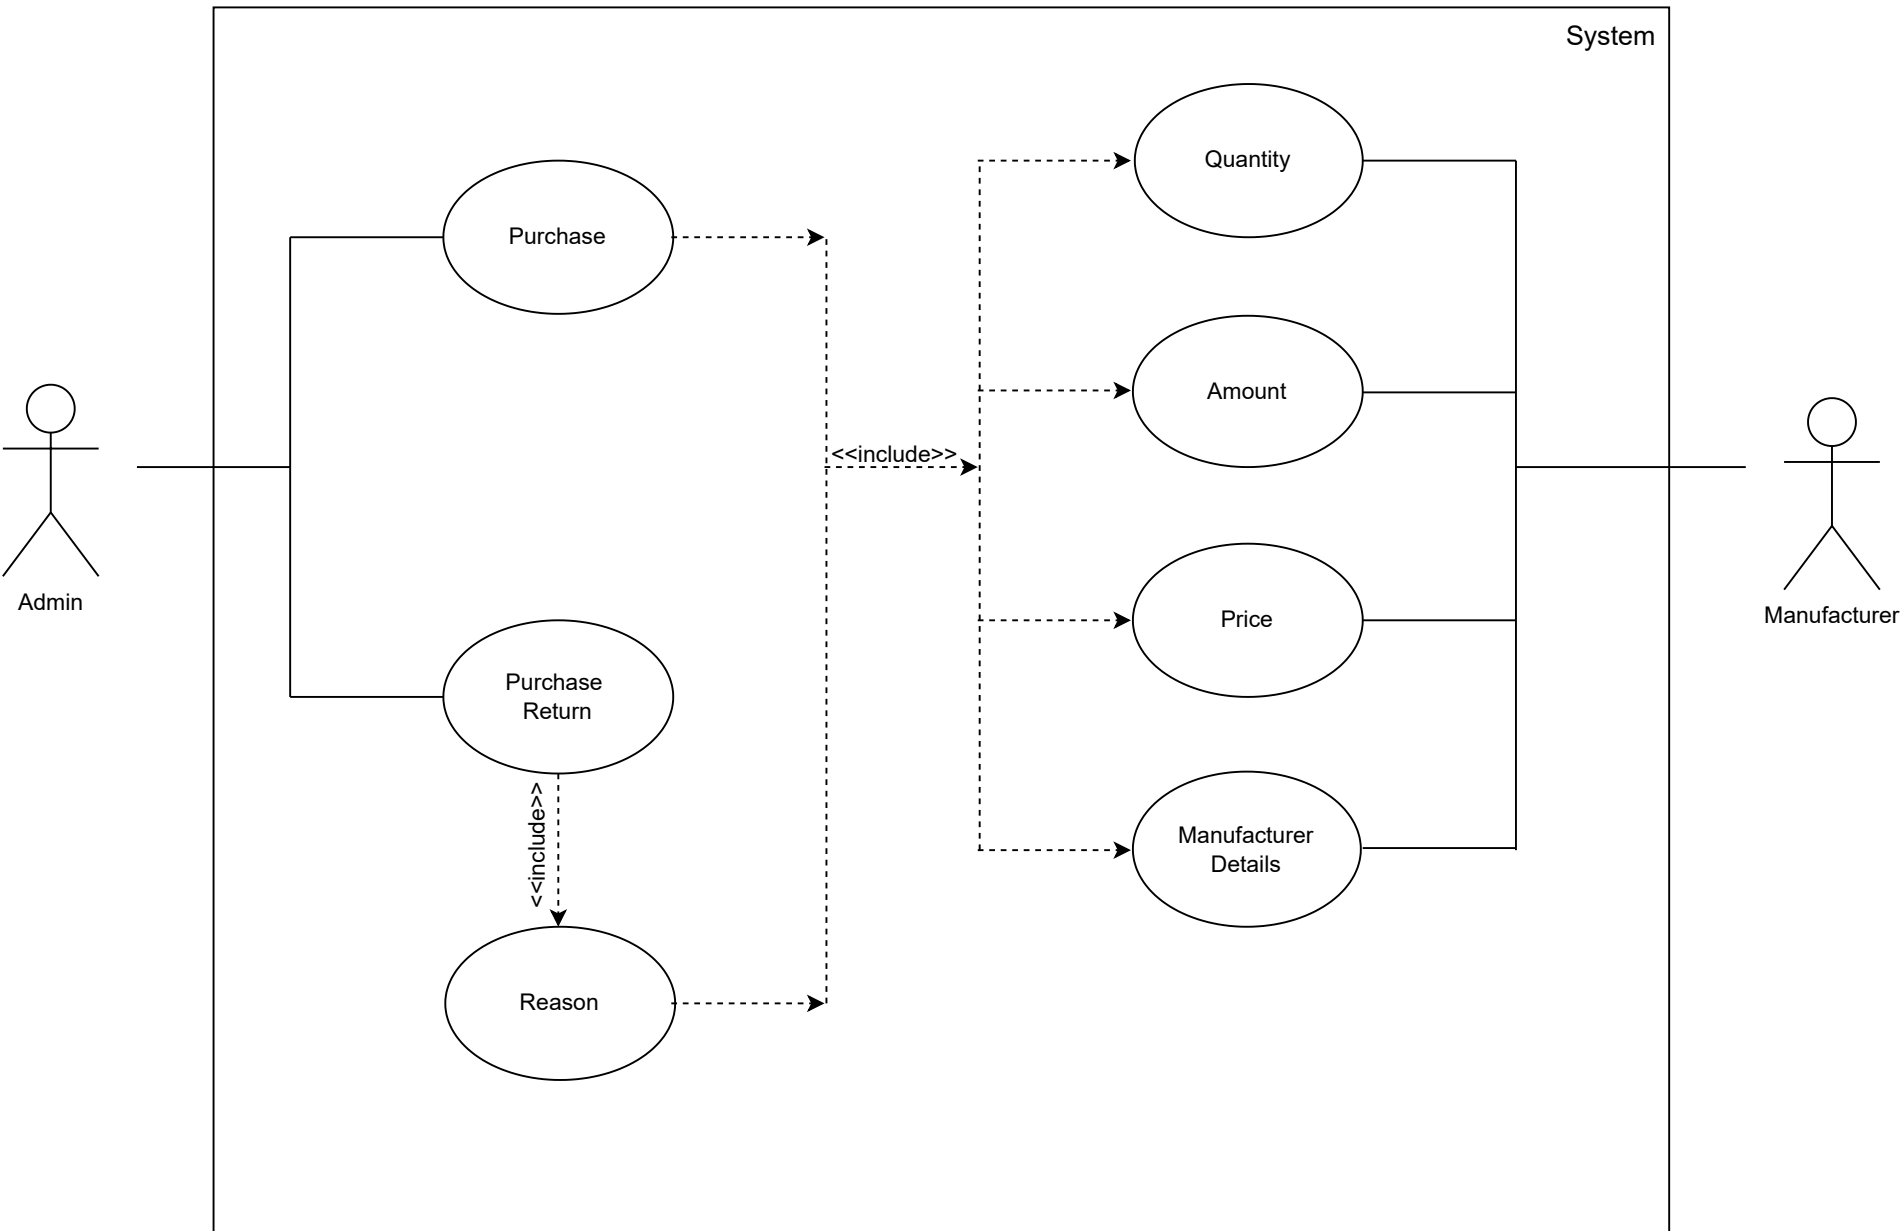 System
Quantity
Purchase
Amount
<<include>>
Admin
Manufacturer
Price
Purchase
Return
<<include>>
Manufacturer
Details
Reason